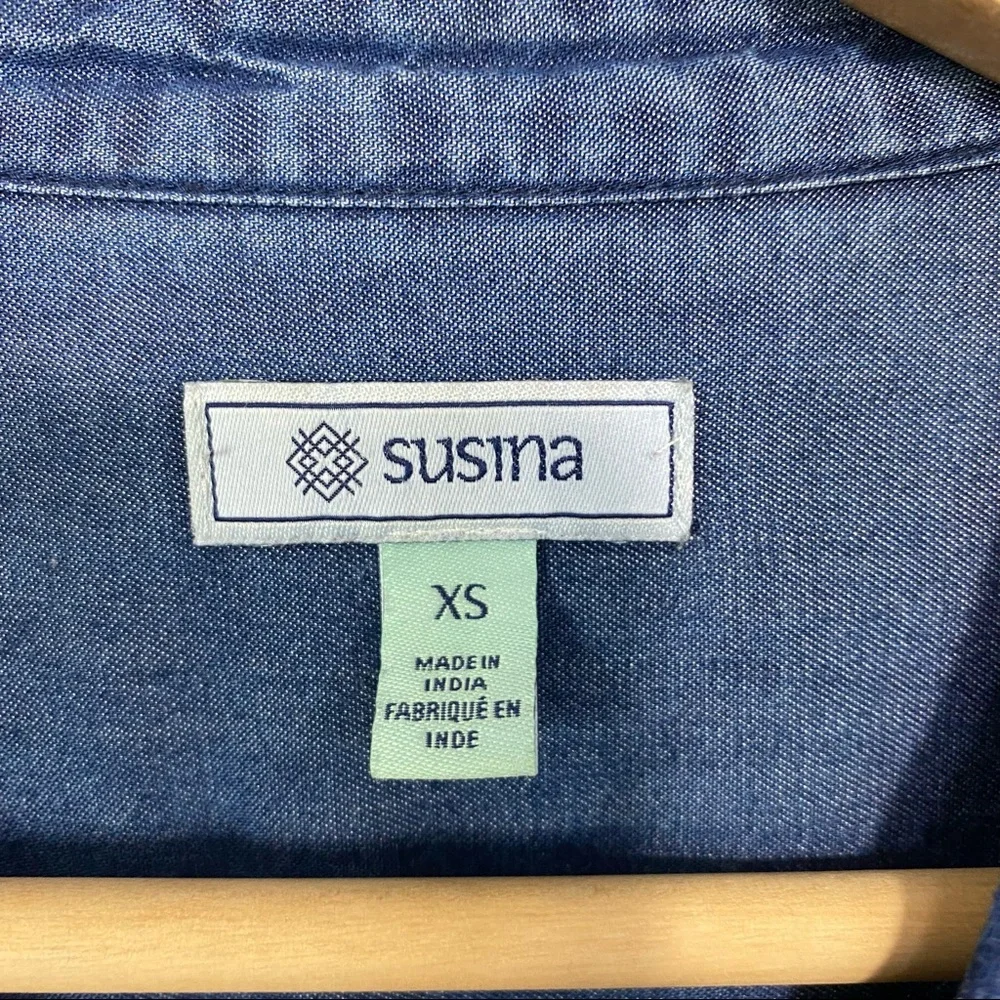 susina
XS
MADE IN
INDIA
FABRIQUÉ EN
INDE